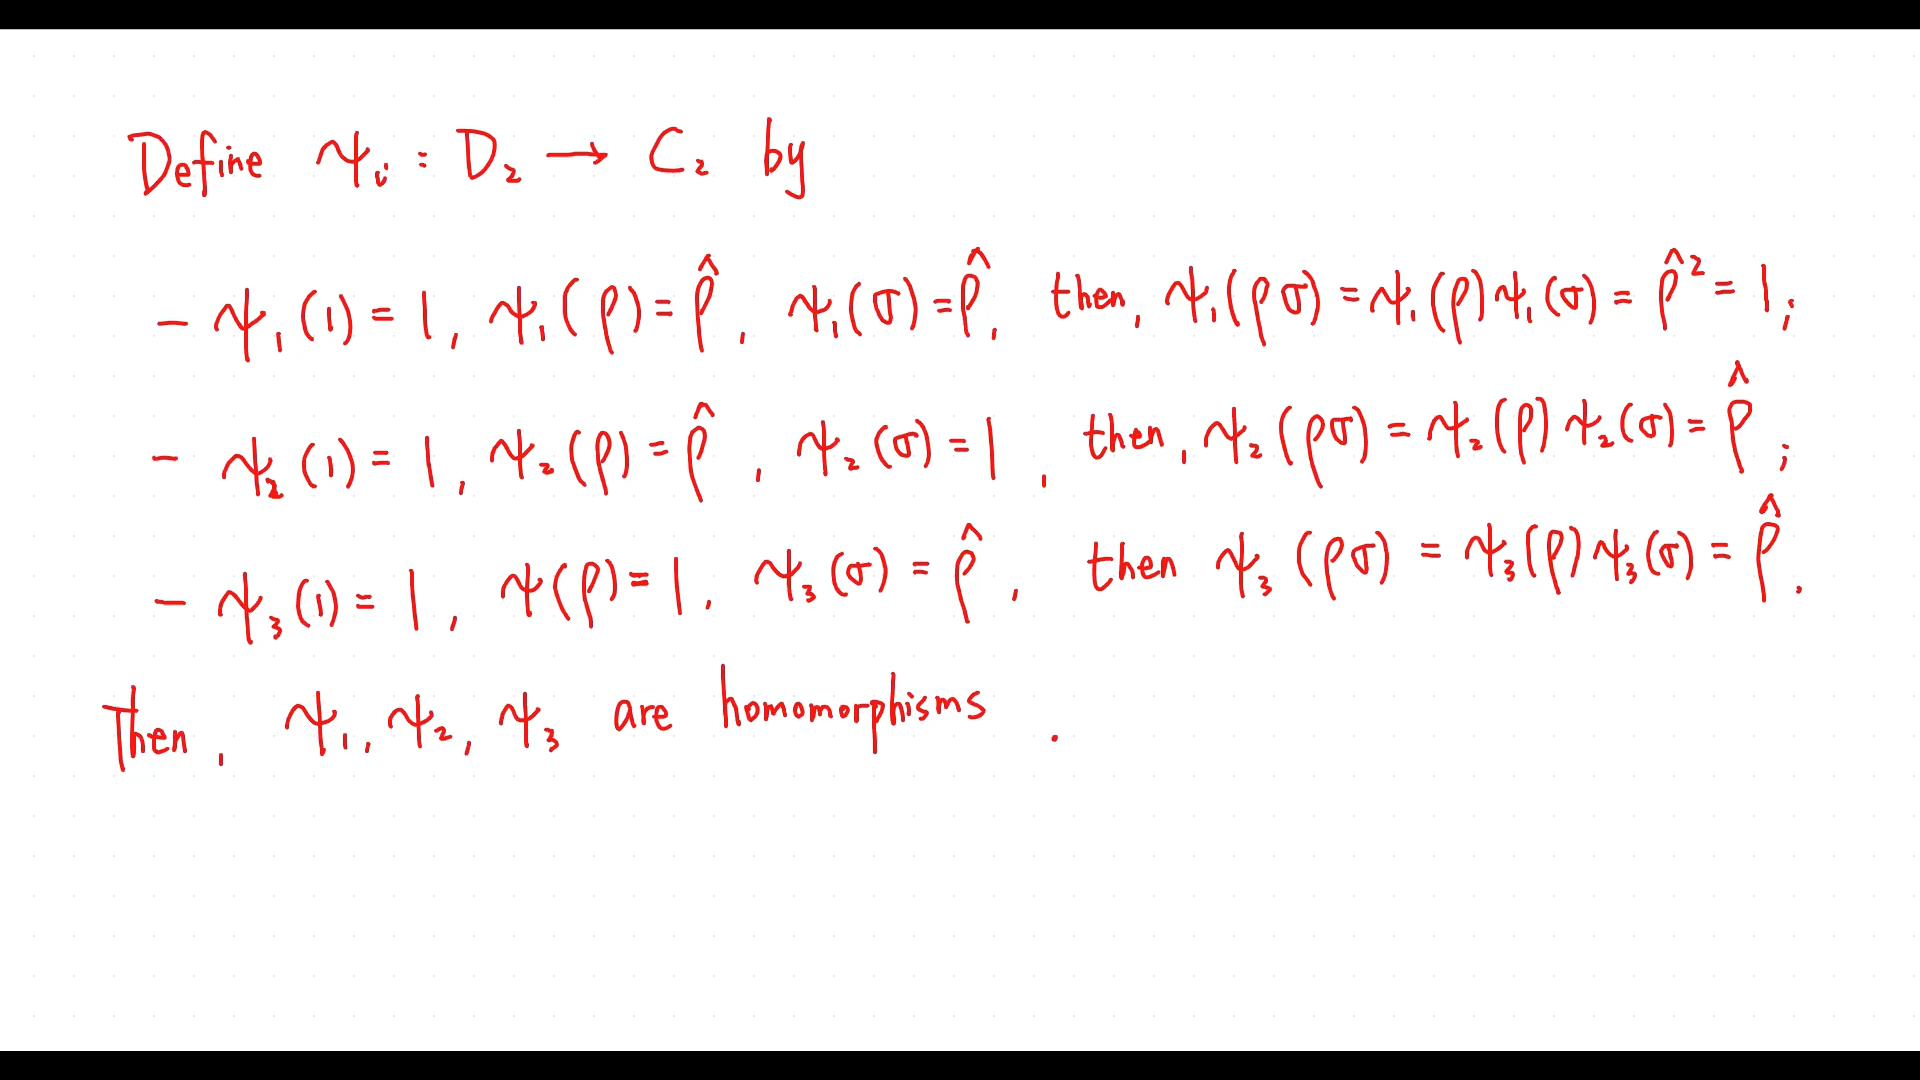 Define ψᵢ : D₂ → C₂ by
- ψ₁(1) = 1, ψ₁(ρ) = ρ̂, ψ₁(σ) = ρ̂, then, ψ₁(ρσ) = ψ₁(ρ)ψ₁(σ) = ρ̂² = 1;
- ψ₂(1) = 1, ψ₂(ρ) = ρ̂, ψ₂(σ) = 1, then, ψ₂(ρσ) = ψ₂(ρ)ψ₂(σ) = ρ̂;
- ψ₃(1) = 1, ψ(ρ) = 1, ψ₃(σ) = ρ̂, then ψ₃(ρσ) = ψ₃(ρ)ψ₃(σ) = ρ̂.
Then, ψ₁, ψ₂, ψ₃ are homomorphisms.